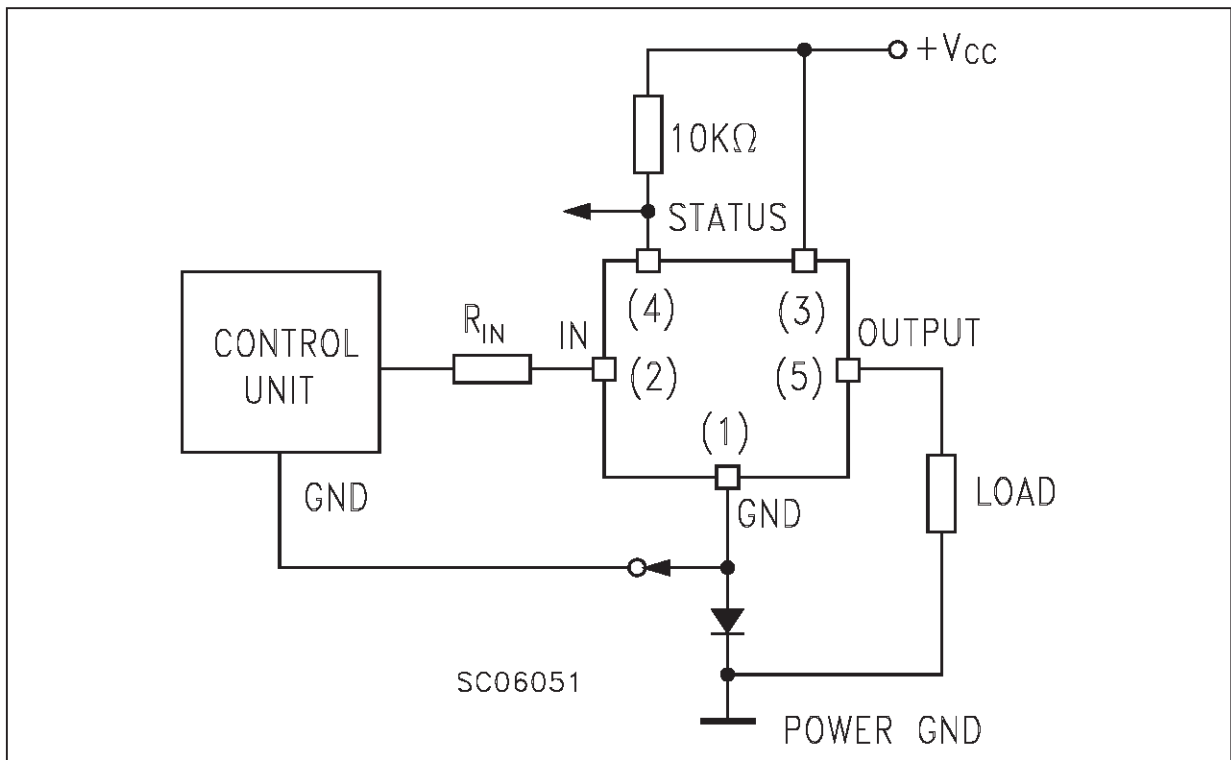 +VCC
10KΩ
STATUS
(4)
(3)
RIN
IN
OUTPUT
CONTROL
UNIT
(2)
(5)
(1)
GND
GND
LOAD
SC06051
POWER GND